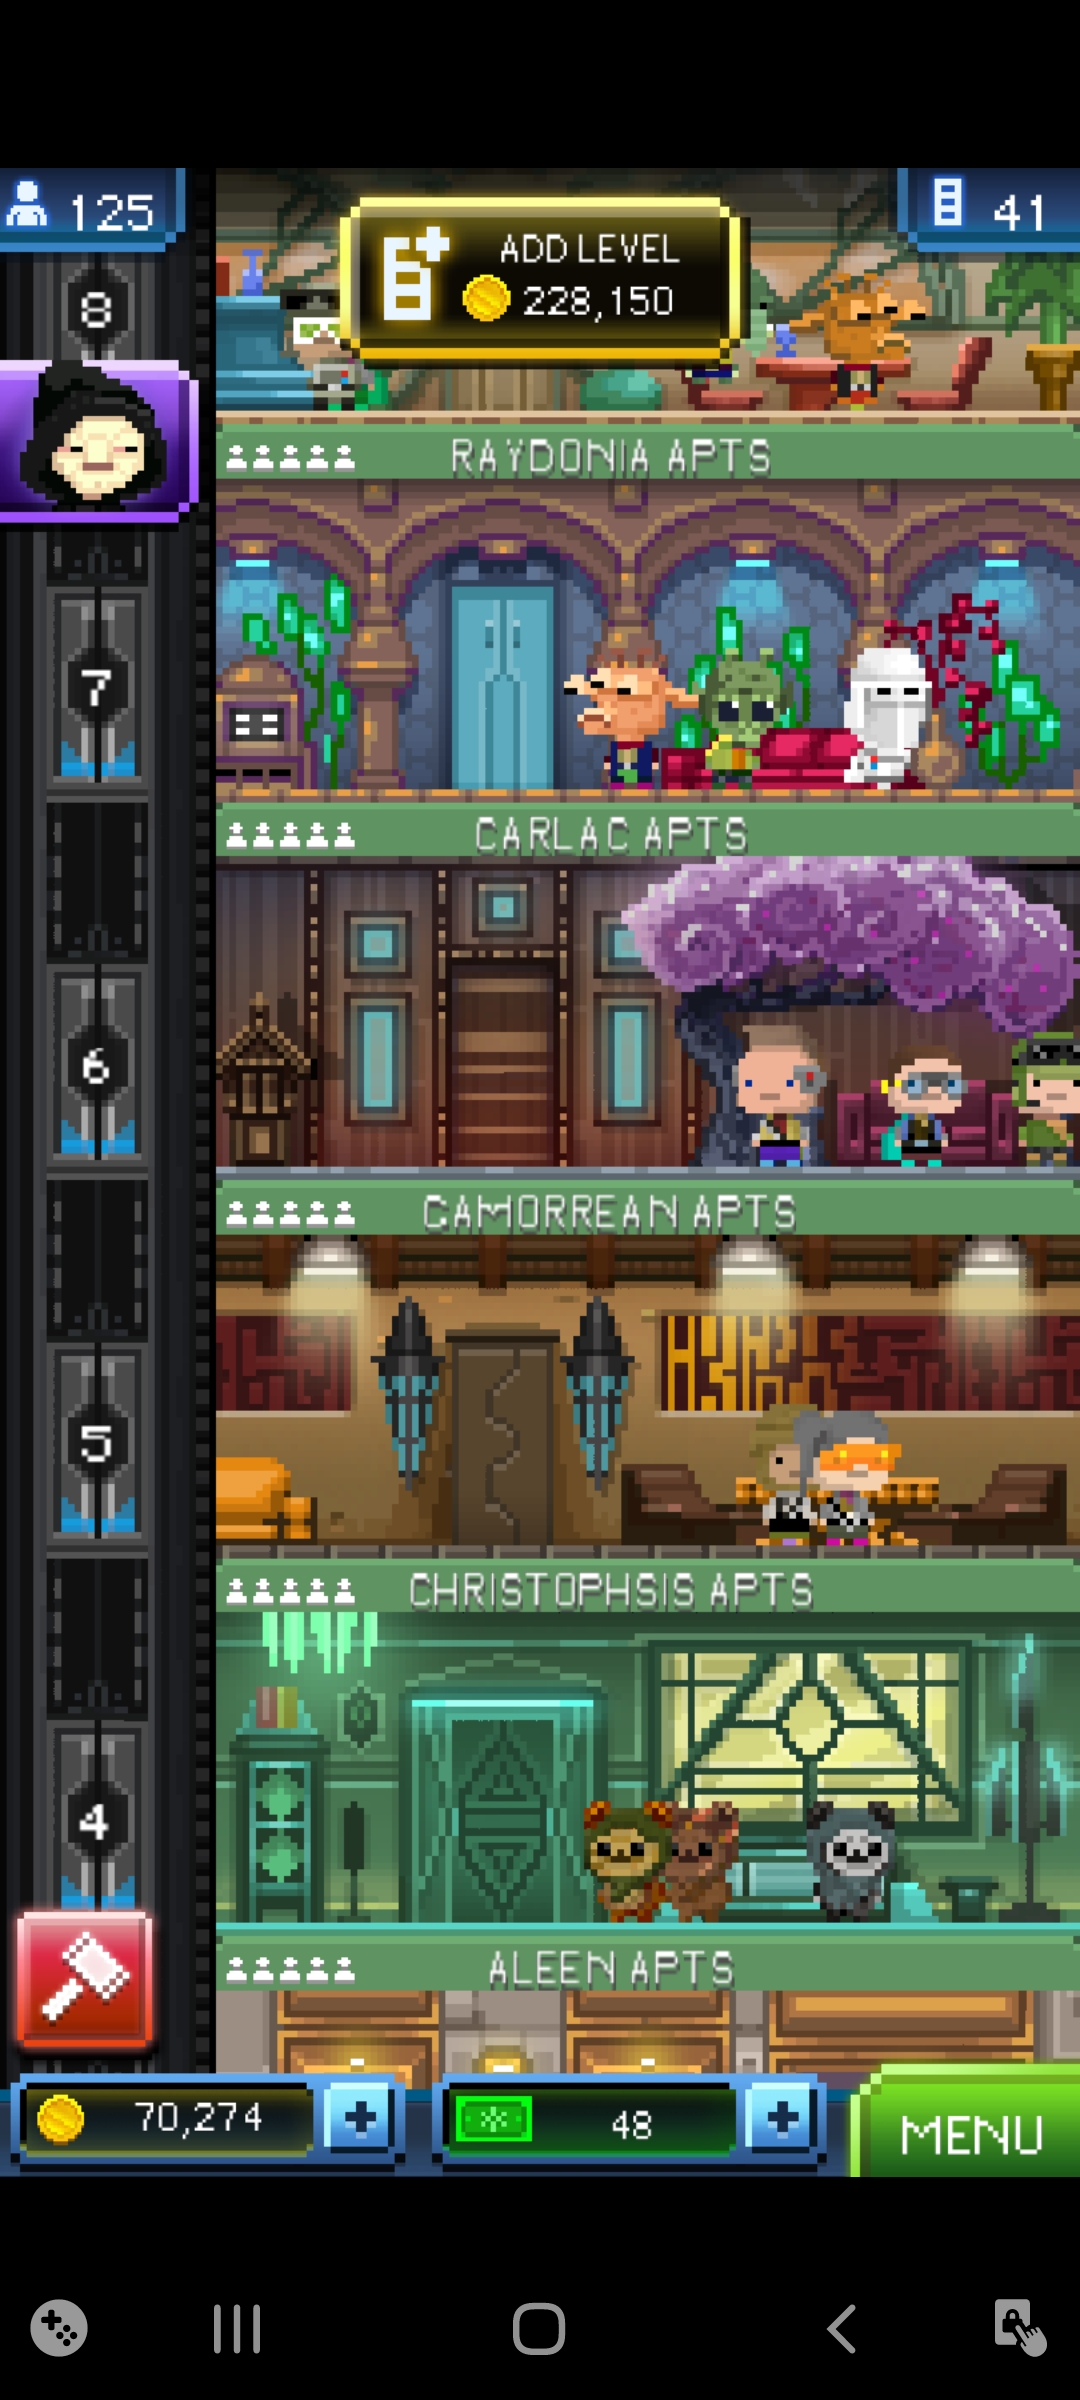 125
ADD LEVEL
228,150
41
8
RAYDONIA APTS
7
CARLAC APTS
6
CAMORREAN APTS
5
CHRISTOPHSIS APTS
4
ALEEN APTS
70,274
48
MENU